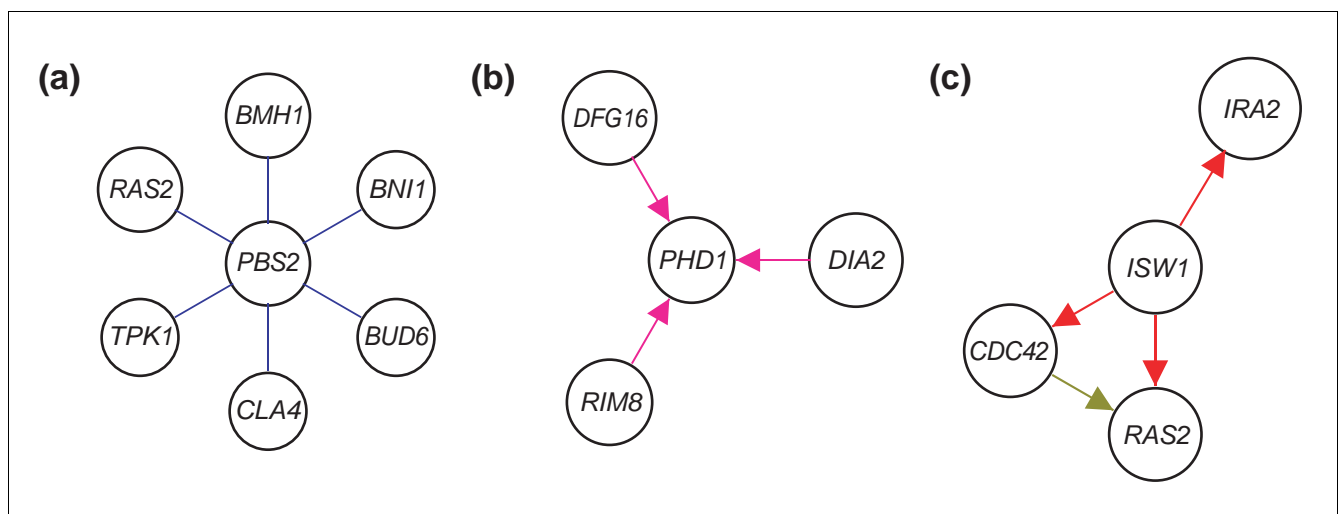 (a)
BMH1
RAS2
BNI1
PBS2
TPK1
BUD6
CLA4
(b)
DFG16
PHD1
DIA2
RIM8
(c)
IRA2
ISW1
CDC42
RAS2